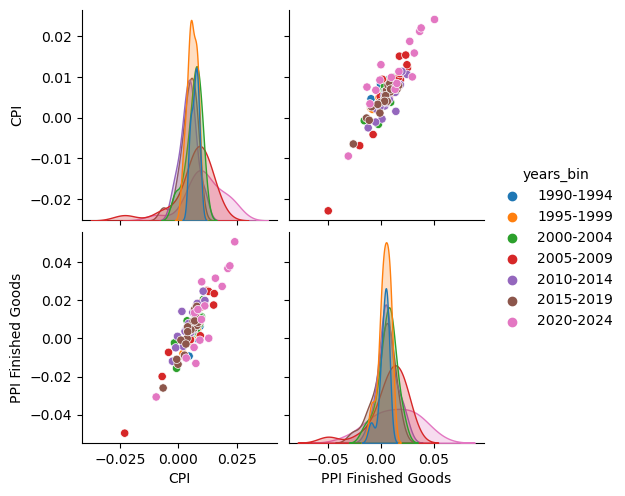 0.02
0.01
0.00
−0.01
−0.02
CPI
years_bin
1990-1994
1995-1999
2000-2004
2005-2009
2010-2014
2015-2019
2020-2024
0.04
0.02
0.00
−0.02
−0.04
PPI Finished Goods
−0.025 0.000 0.025
CPI
−0.05 0.00 0.05
PPI Finished Goods